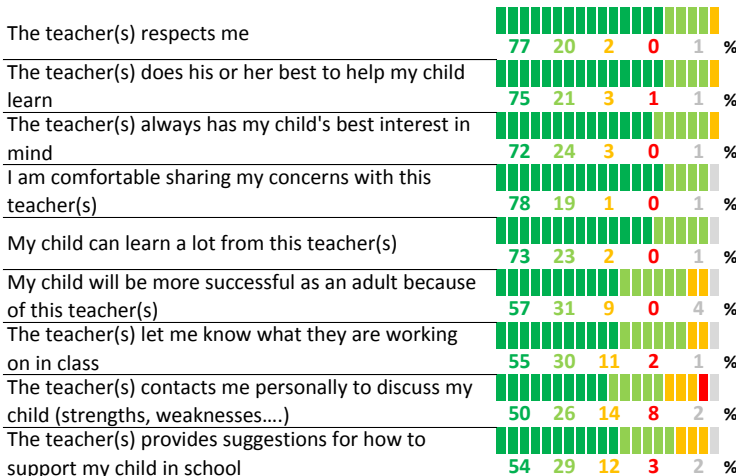 The teacher(s) respects me
77 20 2 0 1 %
The teacher(s) does his or her best to help my child
learn
75 21 3 1 1 %
The teacher(s) always has my child's best interest in
mind
72 24 3 0 1 %
I am comfortable sharing my concerns with this
teacher(s)
78 19 1 0 1 %
My child can learn a lot from this teacher(s)
73 23 2 0 1 %
My child will be more successful as an adult because
of this teacher(s)
57 31 9 0 4 %
The teacher(s) let me know what they are working
on in class
55 30 11 2 1 %
The teacher(s) contacts me personally to discuss my
child (strengths, weaknesses....)
50 26 14 8 2 %
The teacher(s) provides suggestions for how to
support my child in school
54 29 12 3 2 %